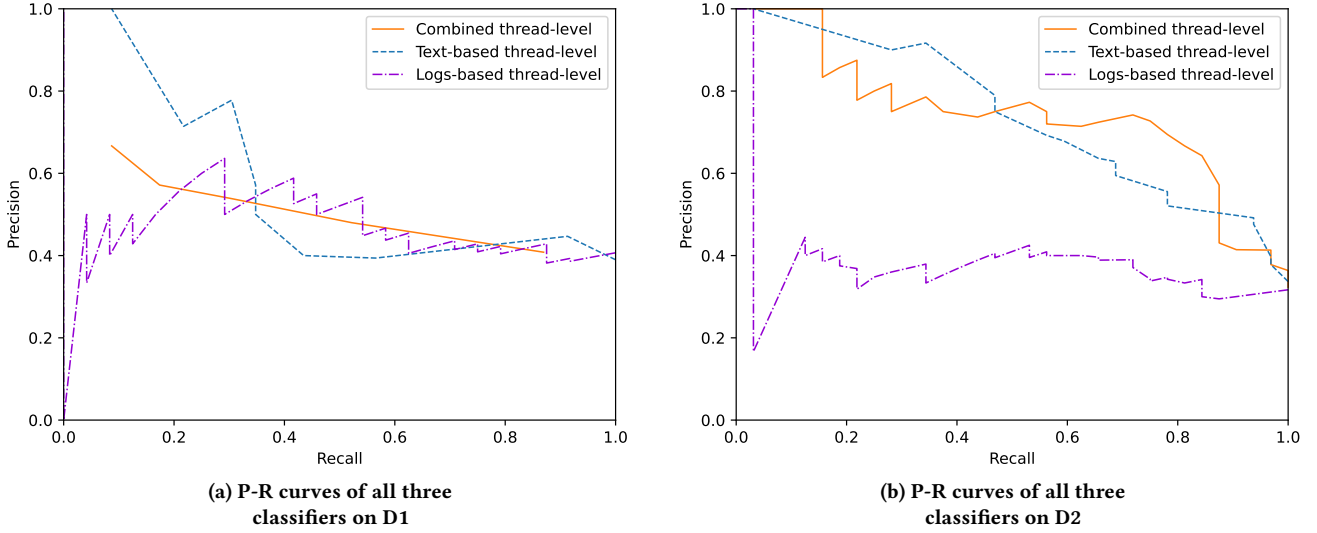 1.0
0.8
0.6
0.4
0.2
0.0
Precision
0.0 0.2 0.4 0.6 0.8 1.0
Recall
Combined thread-level
Text-based thread-level
Logs-based thread-level
(a) P-R curves of all three
classifiers on D1
1.0
0.8
0.6
0.4
0.2
0.0
Precision
0.0 0.2 0.4 0.6 0.8 1.0
Recall
Combined thread-level
Text-based thread-level
Logs-based thread-level
(b) P-R curves of all three
classifiers on D2